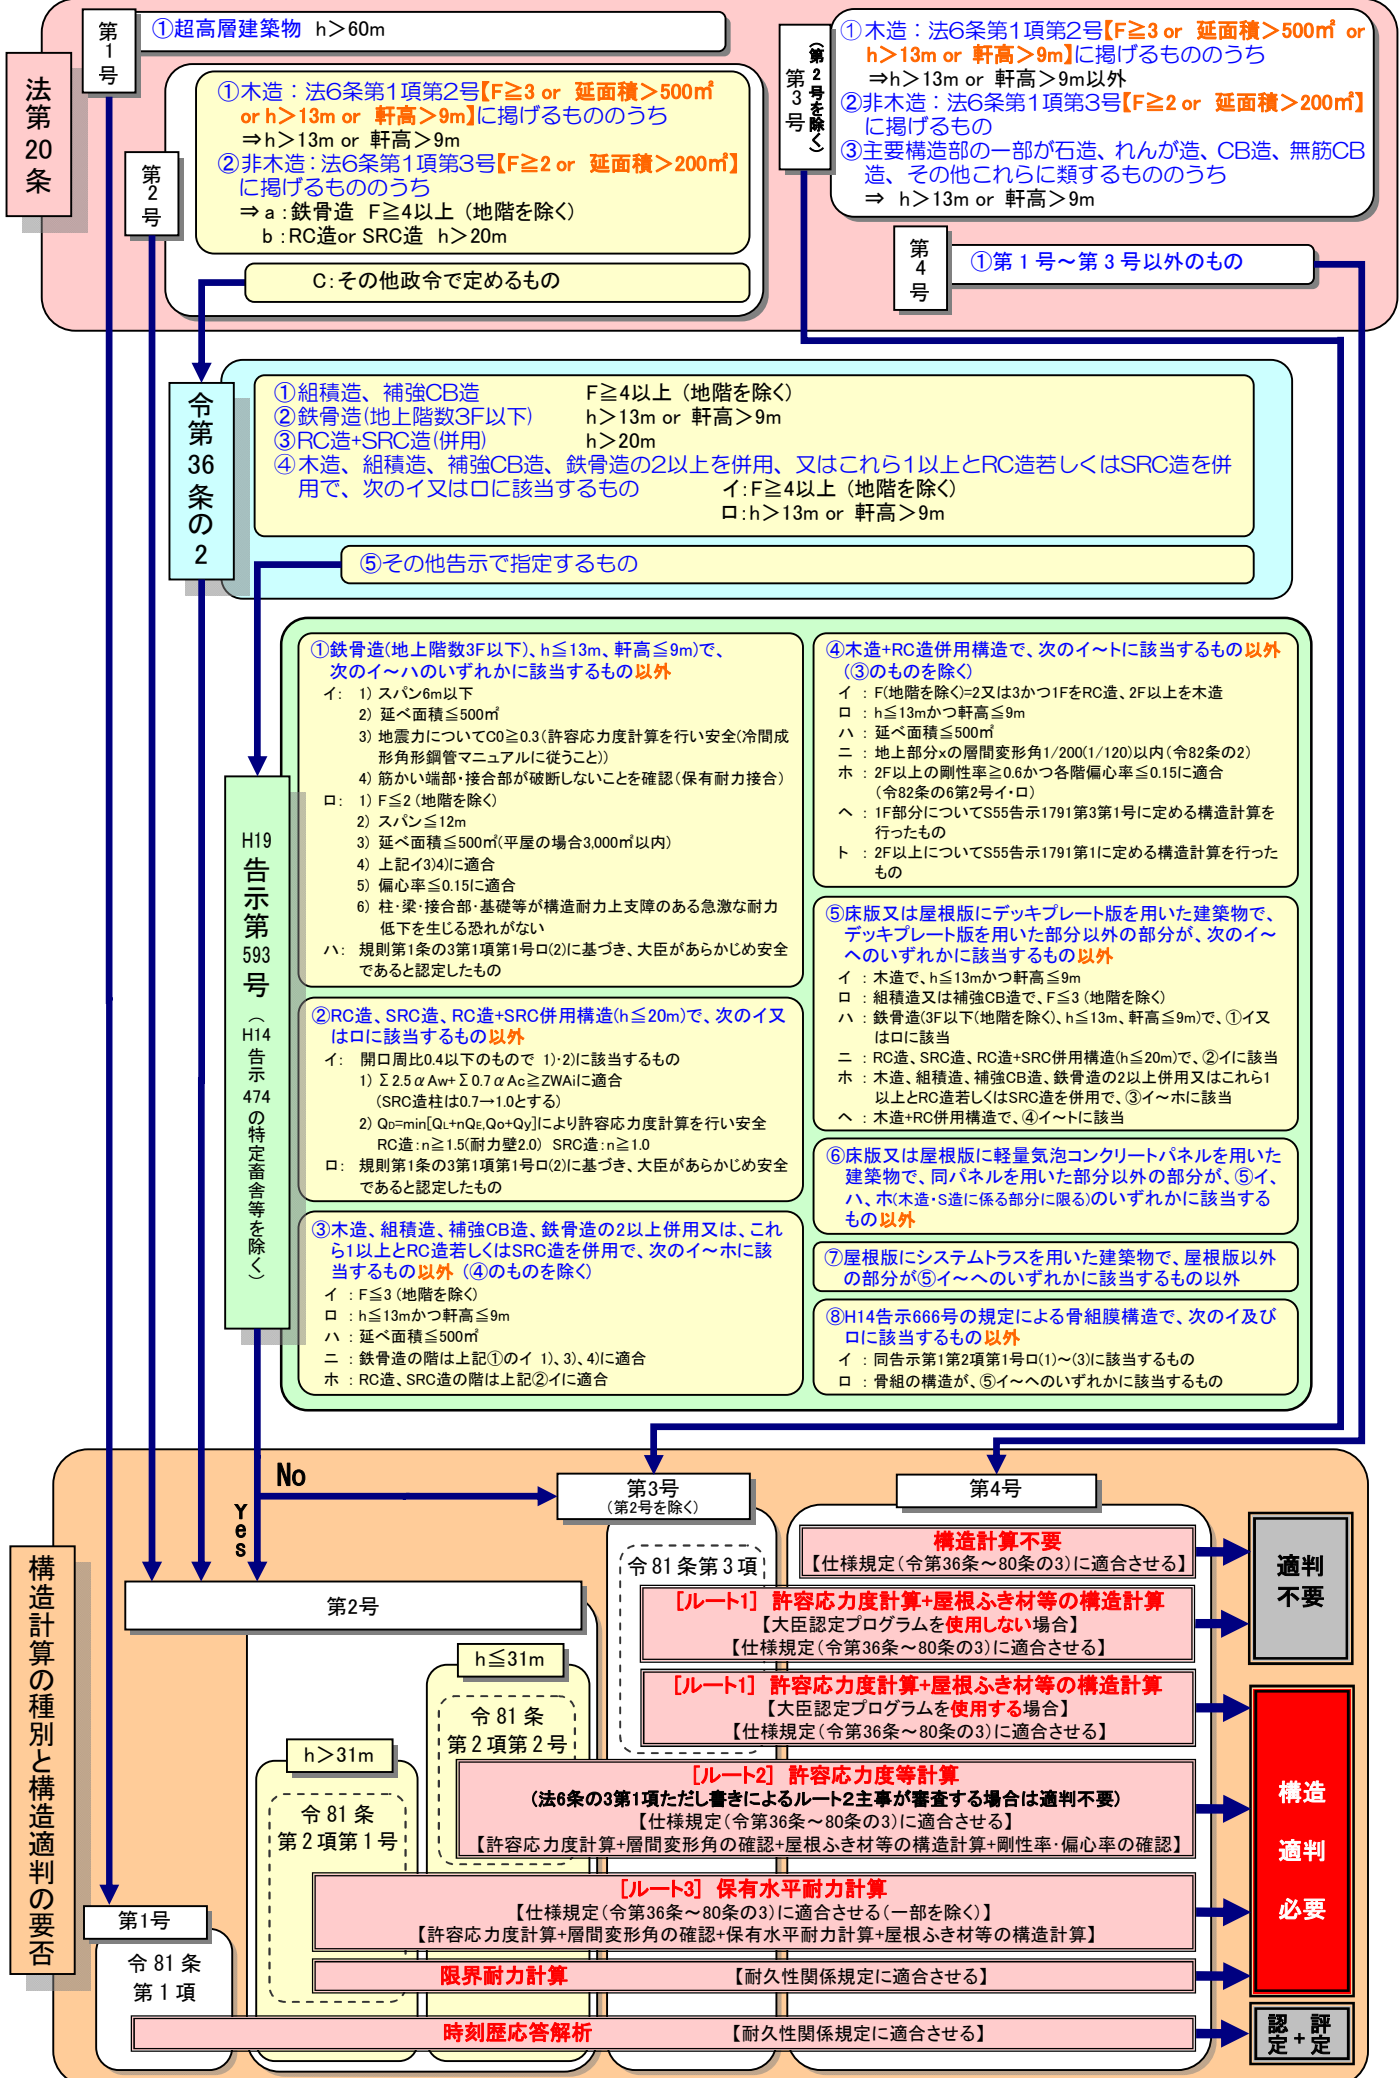 法第20条
第1号
①超高層建築物 h＞60m
第2号
①木造：法6条第1項第2号【F≧3 or 延面積＞500㎡
or h＞13m or 軒高＞9m】に掲げるもののうち
⇒h＞13m or 軒高＞9m
②非木造：法6条第1項第3号【F≧2 or 延面積＞200㎡】
に掲げるもののうち
⇒ a：鉄骨造 F≧4以上（地階を除く）
b：RC造or SRC造 h＞20m
C：その他政令で定めるもの
第3号
（第2号を除く）
①木造：法6条第1項第2号【F≧3 or 延面積＞500㎡ or
h＞13m or 軒高＞9m】に掲げるもののうち
⇒h＞13m or 軒高＞9m以外
②非木造：法6条第1項第3号【F≧2 or 延面積＞200㎡】
に掲げるもの
③主要構造部の一部が石造、れんが造、CB造、無筋CB
造、その他これらに類するもののうち
⇒ h＞13m or 軒高＞9m
第4号
①第１号～第３号以外のもの
令第36条の2
①組積造、補強CB造 F≧4以上（地階を除く）
②鉄骨造(地上階数3F以下) h＞13m or 軒高＞9m
③RC造+SRC造(併用) h＞20m
④木造、組積造、補強CB造、鉄骨造の2以上を併用、又はこれら1以上とRC造若しくはSRC造を併
用で、次のイ又はロに該当するもの イ：F≧4以上（地階を除く）
ロ：h＞13m or 軒高＞9m
⑤その他告示で指定するもの
H19
告示第
593
号
（H14告示474の特定畜舎等を除く）
①鉄骨造(地上階数3F以下)、h≦13m、軒高≦9m)で、
次のイ～ハのいずれかに該当するもの以外
イ： 1) スパン6m以下
2) 延べ面積≦500㎡
3) 地震力についてC0≧0.3（許容応力度計算を行い安全(冷間成
形角形鋼管マニュアルに従うこと)）
4) 筋かい端部・接合部が破断しないことを確認（保有耐力接合）
ロ： 1) F≦2（地階を除く）
2) スパン≦12m
3) 延べ面積≦500㎡(平屋の場合3,000㎡以内)
4) 上記イ3)4)に適合
5) 偏心率≦0.15に適合
6) 柱・梁・接合部・基礎等が構造耐力上支障のある急激な耐力
低下を生じる恐れがない
ハ： 規則第1条の3第1項第1号ロ(2)に基づき、大臣があらかじめ安全
であると認定したもの
②RC造、SRC造、RC造+SRC併用構造(h≦20m)で、次のイ又
はロに該当するもの以外
イ： 開口周比0.4以下のもので 1)・2)に該当するもの
1) Σ2.5αAw+Σ0.7αAc≧ZWAiに適合
（SRC造柱は0.7→1.0とする）
2) QD=min[QL+nQE,Qo+Qy]により許容応力度計算を行い安全
RC造：n≧1.5(耐力壁2.0) SRC造：n≧1.0
ロ： 規則第1条の3第1項第1号ロ(2)に基づき、大臣があらかじめ安全
であると認定したもの
③木造、組積造、補強CB造、鉄骨造の2以上併用又は、これ
ら1以上とRC造若しくはSRC造を併用で、次のイ～ホに該
当するもの以外（④のものを除く）
イ ：F≦3（地階を除く）
ロ ：h≦13mかつ軒高≦9m
ハ ：延べ面積≦500㎡
ニ ：鉄骨造の階は上記①のイ 1)、3)、4)に適合
ホ ：RC造、SRC造の階は上記②イに適合
④木造+RC造併用構造で、次のイ～トに該当するもの以外
（③のものを除く）
イ ：F(地階を除く)=2又は3かつ1FをRC造、2F以上を木造
ロ ：h≦13mかつ軒高≦9m
ハ ：延べ面積≦500㎡
ニ ：地上部分xの層間変形角1/200(1/120)以内（令82条の2）
ホ ：2F以上の剛性率≧0.6かつ各階偏心率≦0.15に適合
（令82条の6第2号イ・ロ）
ヘ ：1F部分についてS55告示1791第3第1号に定める構造計算を
行ったもの
ト ：2F以上についてS55告示1791第1に定める構造計算を行った
もの
⑤床版又は屋根版にデッキプレート版を用いた建築物で、
デッキプレート版を用いた部分以外の部分が、次のイ～
ヘのいずれかに該当するもの以外
イ ：木造で、h≦13mかつ軒高≦9m
ロ ：組積造又は補強CB造で、F≦3（地階を除く）
ハ ：鉄骨造(3F以下(地階を除く)、h≦13m、軒高≦9m)で、①イ又
はロに該当
ニ ：RC造、SRC造、RC造+SRC併用構造(h≦20m)で、②イに該当
ホ ：木造、組積造、補強CB造、鉄骨造の2以上併用又はこれら1
以上とRC造若しくはSRC造を併用で、③イ～ホに該当
ヘ ：木造+RC併用構造で、④イ～トに該当
⑥床版又は屋根版に軽量気泡コンクリートパネルを用いた
建築物で、同パネルを用いた部分以外の部分が、⑤イ、
ハ、ホ(木造・S造に係る部分に限る)のいずれかに該当する
もの以外
⑦屋根版にシステムトラスを用いた建築物で、屋根版以外
の部分が⑤イ～ヘのいずれかに該当するもの以外
⑧H14告示666号の規定による骨組膜構造で、次のイ及び
ロに該当するもの以外
イ ：同告示第1第2項第1号ロ(1)～(3)に該当するもの
ロ ：骨組の構造が、⑤イ～ヘのいずれかに該当するもの
構造計算の種別と構造適判の要否
No
Yes
第3号
（第2号を除く）
第4号
第2号
第1号
令81条第3項
h≦31m
令81条
第2項第2号
h＞31m
令81条
第2項第1号
令81条
第1項
構造計算不要
【仕様規定（令第36条～80条の3）に適合させる】
[ルート1] 許容応力度計算+屋根ふき材等の構造計算
【大臣認定プログラムを使用しない場合】
【仕様規定（令第36条～80条の3）に適合させる】
[ルート1] 許容応力度計算+屋根ふき材等の構造計算
【大臣認定プログラムを使用する場合】
【仕様規定（令第36条～80条の3）に適合させる】
[ルート2] 許容応力度等計算
（法6条の3第1項ただし書きによるルート2主事が審査する場合は適判不要）
【仕様規定（令第36条～80条の3）に適合させる】
【許容応力度計算+層間変形角の確認+屋根ふき材等の構造計算+剛性率・偏心率の確認】
[ルート3] 保有水平耐力計算
【仕様規定（令第36条～80条の3）に適合させる（一部を除く）】
【許容応力度計算+層間変形角の確認+保有水平耐力計算+屋根ふき材等の構造計算】
限界耐力計算 【耐久性関係規定に適合させる】
時刻歴応答解析 【耐久性関係規定に適合させる】
適判
不要
構造
適判
必要
認定+評定